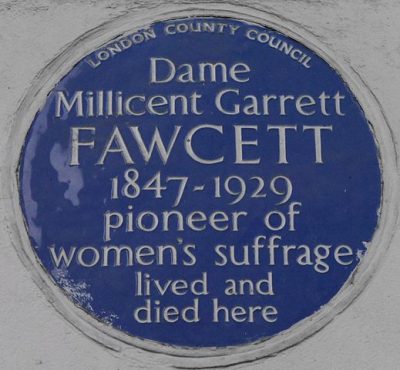 LONDON COUNTY COUNCIL
Dame
Millicent Garrett
FAWCETT
1847-1929
pioneer of
women's suffrage
lived and
died here